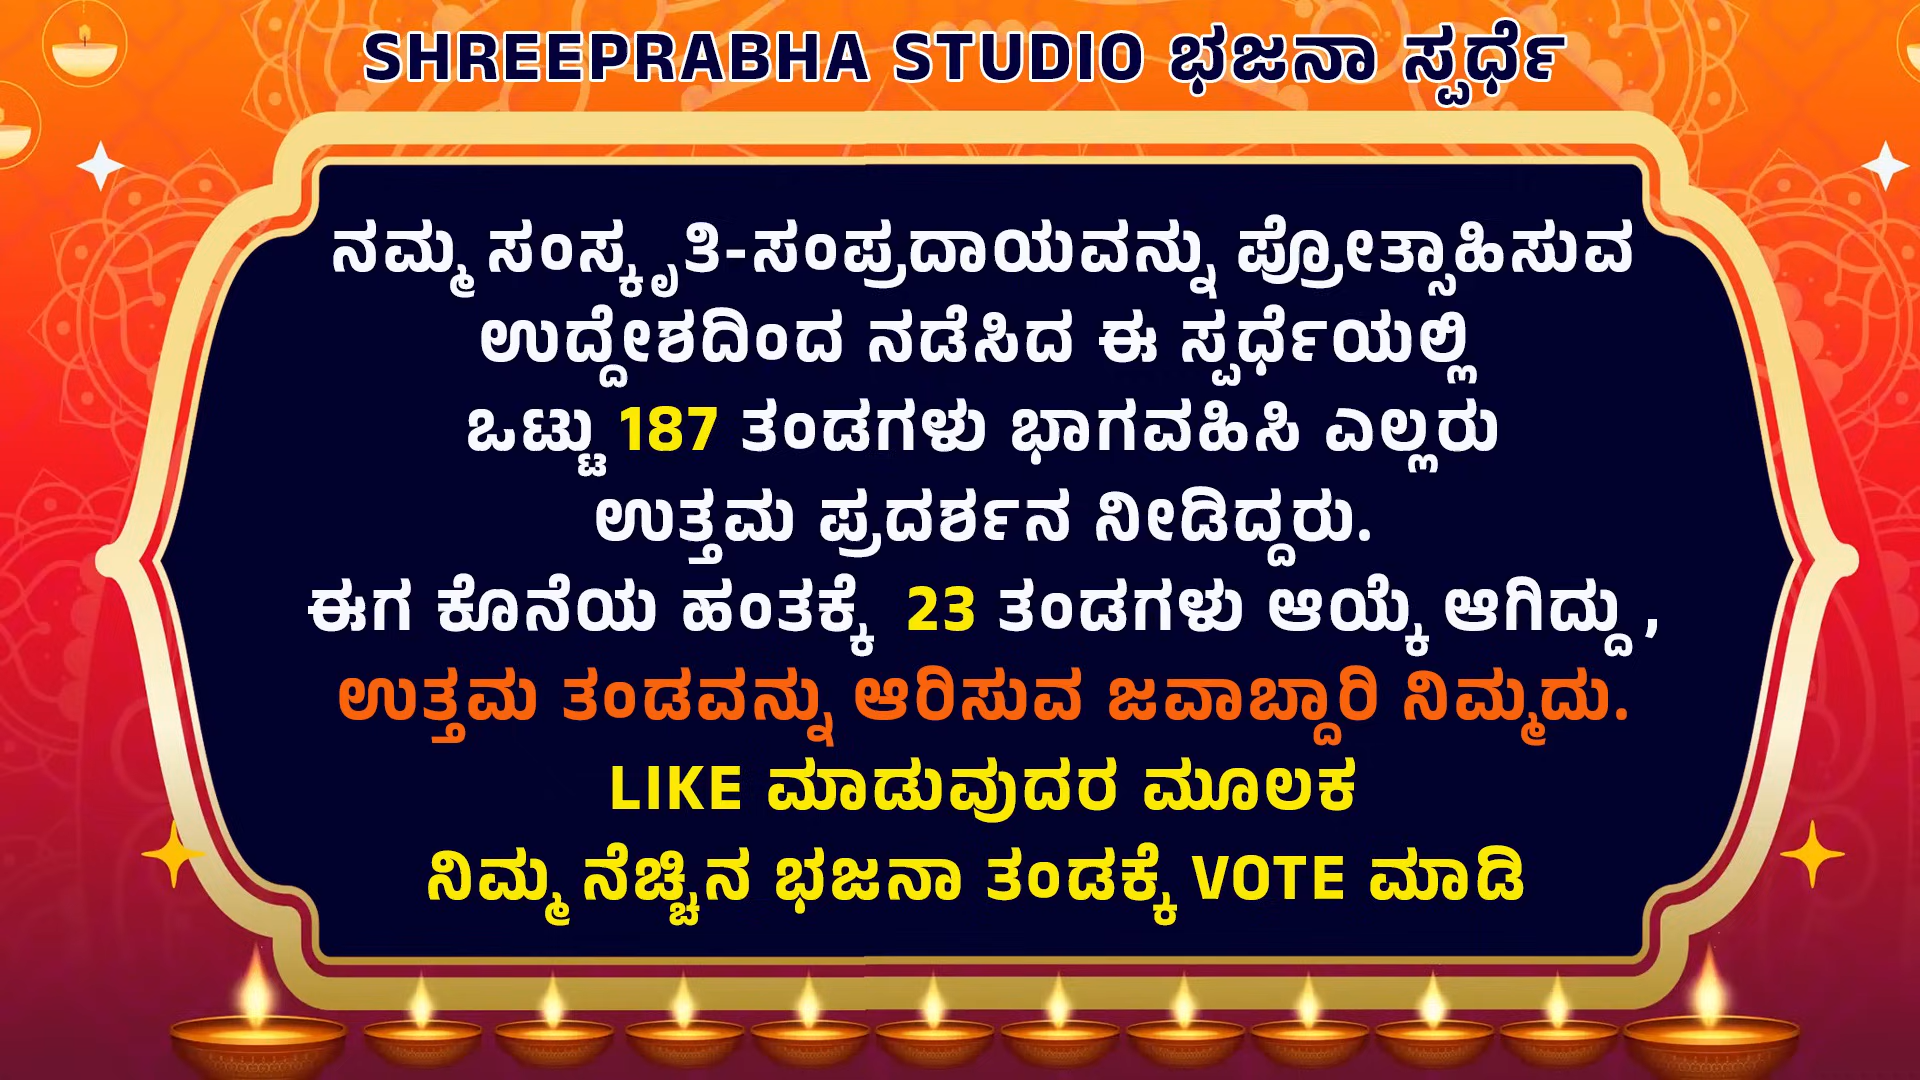 SHREEPRABHA STUDIO ಭಜನಾ ಸ್ಪರ್ಧೆ
ನಮ್ಮ ಸಂಸ್ಕೃತಿ-ಸಂಪ್ರದಾಯವನ್ನು ಪ್ರೋತ್ಸಾಹಿಸುವ
ಉದ್ದೇಶದಿಂದ ನಡೆಸಿದ ಈ ಸ್ಪರ್ಧೆಯಲ್ಲಿ
ಒಟ್ಟು 187 ತಂಡಗಳು ಭಾಗವಹಿಸಿ ಎಲ್ಲರು
ಉತ್ತಮ ಪ್ರದರ್ಶನ ನೀಡಿದ್ದರು.
ಈಗ ಕೊನೆಯ ಹಂತಕ್ಕೆ 23 ತಂಡಗಳು ಆಯ್ಕೆ ಆಗಿದ್ದು ,
ಉತ್ತಮ ತಂಡವನ್ನು ಆರಿಸುವ ಜವಾಬ್ದಾರಿ ನಿಮ್ಮದು.
LIKE ಮಾಡುವುದರ ಮೂಲಕ
ನಿಮ್ಮ ನೆಚ್ಚಿನ ಭಜನಾ ತಂಡಕ್ಕೆ VOTE ಮಾಡಿ